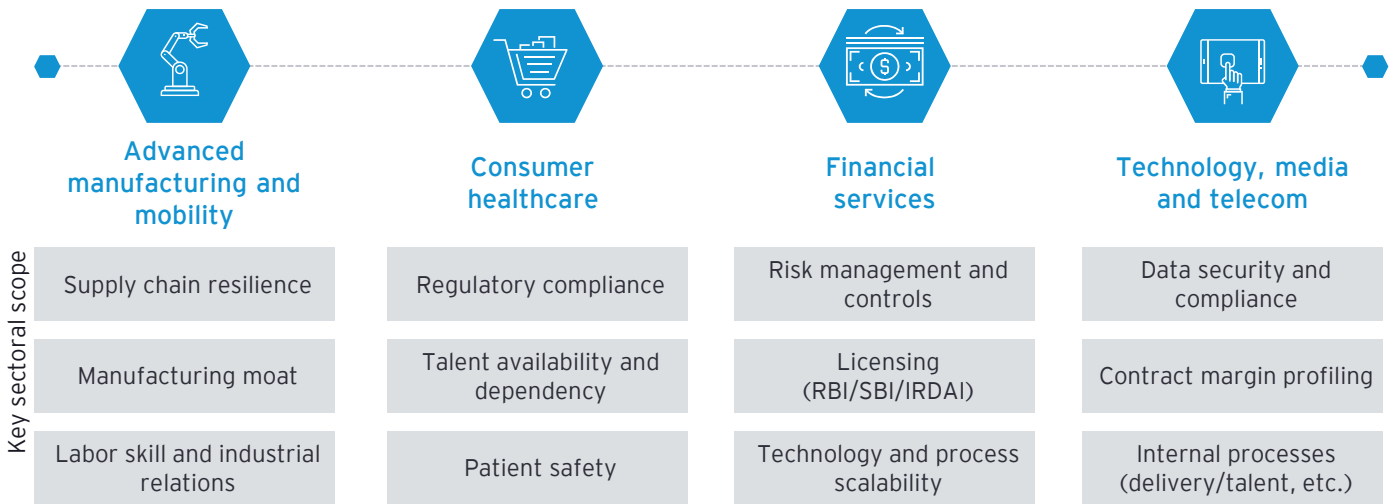 Advanced
manufacturing and
mobility
Consumer
healthcare
Financial
services
Technology, media
and telecom
Key sectoral scope
Supply chain resilience
Regulatory compliance
Risk management and
controls
Data security and
compliance
Manufacturing moat
Talent availability and
dependency
Licensing
(RBI/SBI/IRDAI)
Contract margin profiling
Labor skill and industrial
relations
Patient safety
Technology and process
scalability
Internal processes
(delivery/talent, etc.)
$